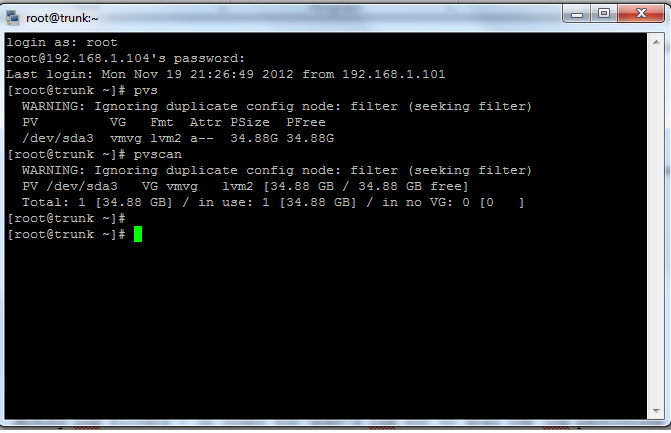 root@trunk:~
login as: root
root@192.168.1.104's password:
Last login: Mon Nov 19 21:26:49 2012 from 192.168.1.101
[root@trunk ~]# pvs
  WARNING: Ignoring duplicate config node: filter (seeking filter)
  PV         VG   Fmt  Attr PSize  PFree
  /dev/sda3  vmvg lvm2 a--  34.88G 34.88G
[root@trunk ~]# pvscan
  WARNING: Ignoring duplicate config node: filter (seeking filter)
  PV /dev/sda3   VG vmvg   lvm2 [34.88 GB / 34.88 GB free]
  Total: 1 [34.88 GB] / in use: 1 [34.88 GB] / in no VG: 0 [0   ]
[root@trunk ~]#
[root@trunk ~]#